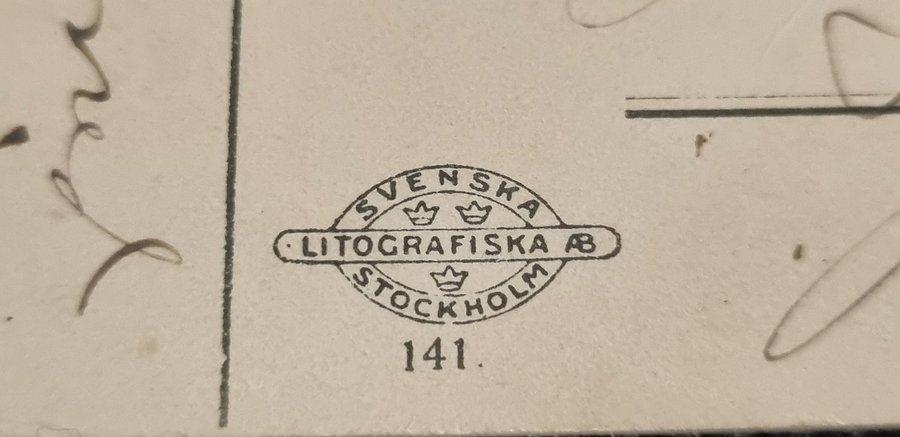 SVENSKA
LITOGRAFISKA AB
STOCKHOLM
141.